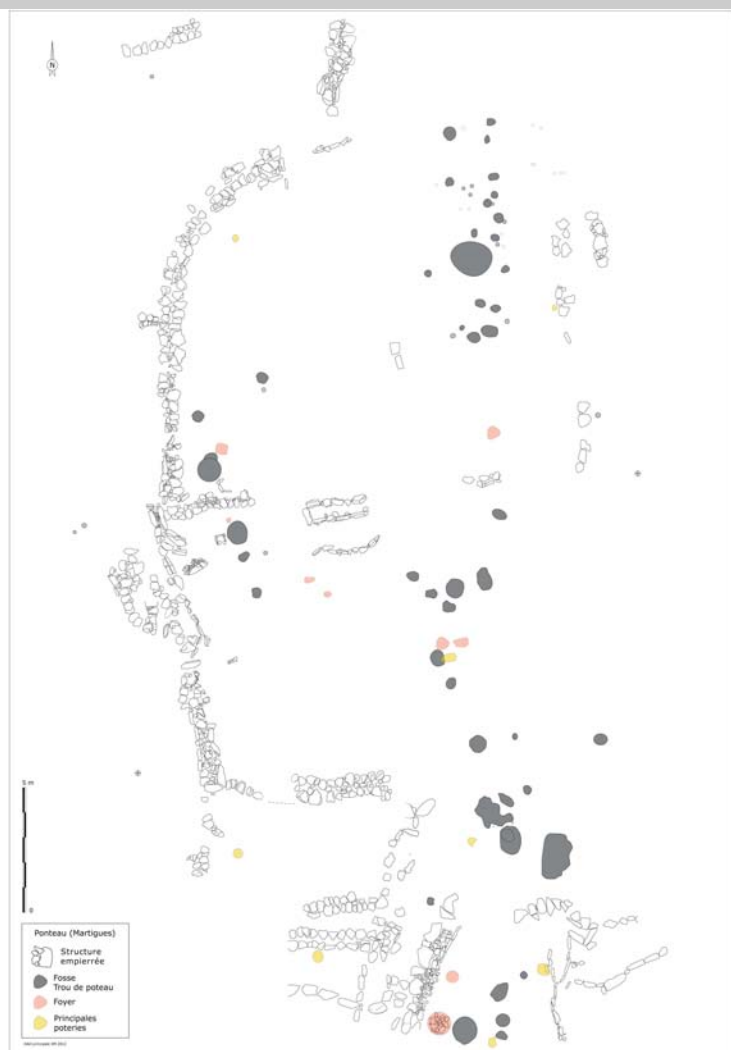 N
5 m
0
Ponteau (Martigues)
Structure
empierrée
Fosse
Trou de poteau
Foyer
Principales
poteries